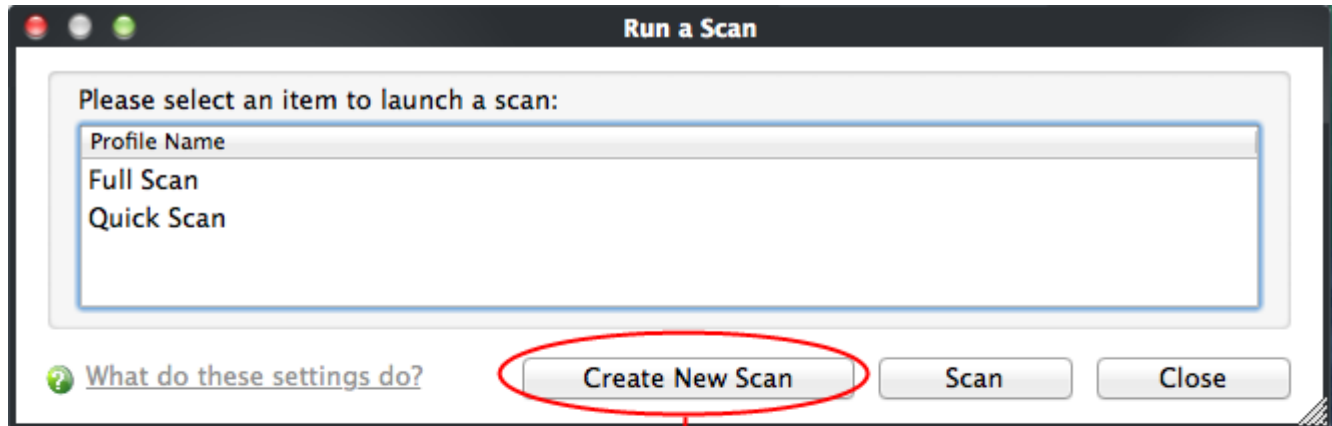 Run a Scan
Please select an item to launch a scan:
Profile Name
Full Scan
Quick Scan
What do these settings do?
Create New Scan
Scan
Close